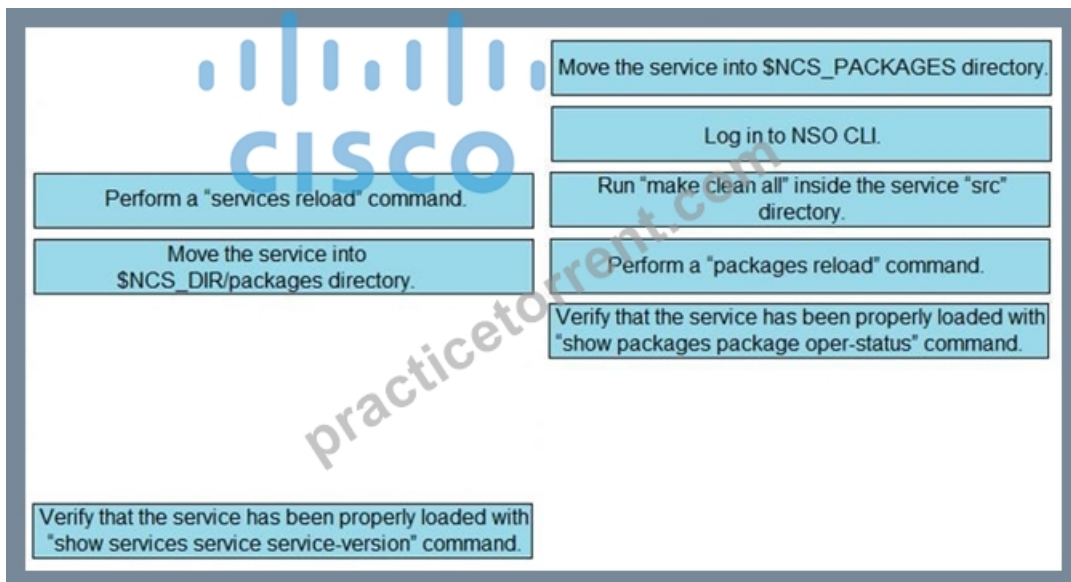 CISCO
Perform a "services reload" command.
Move the service into
$NCS_DIR/packages directory.
Verify that the service has been properly loaded with
"show services service service-version" command.
Move the service into $NCS_PACKAGES directory.
Log in to NSO CLI.
Run "make clean all" inside the service "src"
directory.
Perform a "packages reload" command.
Verify that the service has been properly loaded with
"show packages package oper-status" command.
practicetorrent.com